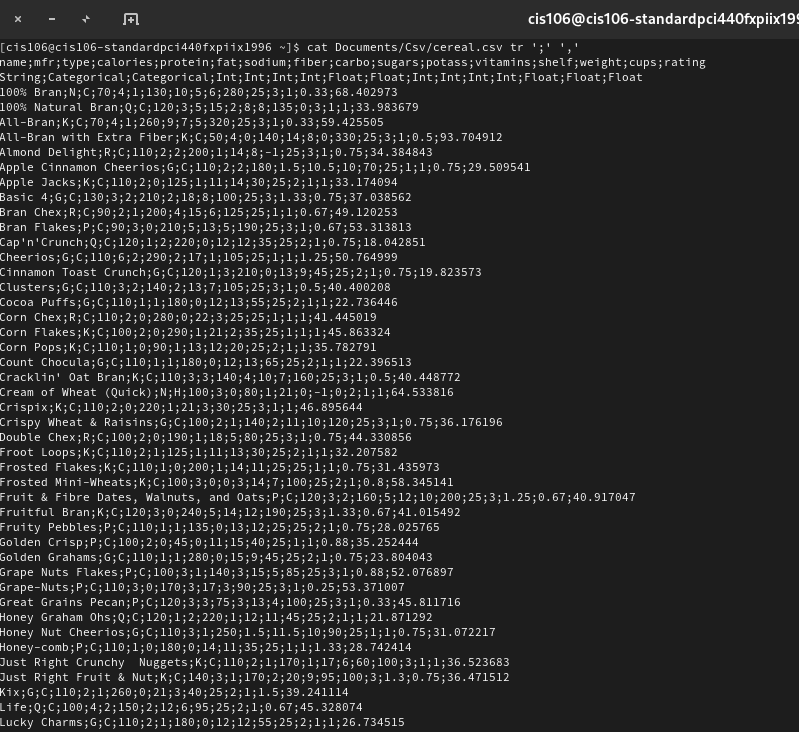 cis106@cis106-standardpci440fxpiix199
[cis106@cis106-standardpci440fxpiix1996 ~]$ cat Documents/Csv/cereal.csv tr ';' ','
name;mfr;type;calories;protein;fat;sodium;fiber;carbo;sugars;potass;vitamins;shelf;weight;cups;rating
String;Categorical;Categorical;Int;Int;Int;Int;Float;Float;Int;Int;Int;Int;Float;Float;Float
100% Bran;N;C;70;4;1;130;10;5;6;280;25;3;1;0.33;68.402973
100% Natural Bran;Q;C;120;3;5;15;2;8;8;135;0;3;1;1;33.983679
All-Bran;K;C;70;4;1;260;9;7;5;320;25;3;1;0.33;59.425505
All-Bran with Extra Fiber;K;C;50;4;0;140;14;8;0;330;25;3;1;0.5;93.704912
Almond Delight;R;C;110;2;2;200;1;14;8;-1;25;3;1;0.75;34.384843
Apple Cinnamon Cheerios;G;C;110;2;2;180;1.5;10.5;10;70;25;1;1;0.75;29.509541
Apple Jacks;K;C;110;2;0;125;1;11;14;30;25;2;1;1;33.174094
Basic 4;G;C;130;3;2;210;2;18;8;100;25;3;1.33;0.75;37.038562
Bran Chex;R;C;90;2;1;200;4;15;6;125;25;1;1;0.67;49.120253
Bran Flakes;P;C;90;3;0;210;5;13;5;190;25;3;1;0.67;53.313813
Cap'n'Crunch;Q;C;120;1;2;220;0;12;12;35;25;2;1;0.75;18.042851
Cheerios;G;C;110;6;2;290;2;17;1;105;25;1;1;1.25;50.764999
Cinnamon Toast Crunch;G;C;120;1;3;210;0;13;9;45;25;2;1;0.75;19.823573
Clusters;G;C;110;3;2;140;2;13;7;105;25;3;1;0.5;40.400208
Cocoa Puffs;G;C;110;1;1;180;0;12;13;55;25;2;1;1;22.736446
Corn Chex;R;C;110;2;0;280;0;22;3;25;25;1;1;1;41.445019
Corn Flakes;K;C;100;2;0;290;1;21;2;35;25;1;1;1;45.863324
Corn Pops;K;C;110;1;0;90;1;13;12;20;25;2;1;1;35.782791
Count Chocula;G;C;110;1;1;180;0;12;13;65;25;2;1;1;22.396513
Cracklin' Oat Bran;K;C;110;3;3;140;4;10;7;160;25;3;1;0.5;40.448772
Cream of Wheat (Quick);N;H;100;3;0;80;1;21;0;-1;0;2;1;1;64.533816
Crispix;K;C;110;2;0;220;1;21;3;30;25;3;1;1;46.895644
Crispy Wheat & Raisins;G;C;100;2;1;140;2;11;10;120;25;3;1;0.75;36.176196
Double Chex;R;C;100;2;0;190;1;18;5;80;25;3;1;0.75;44.330856
Froot Loops;K;C;110;2;1;125;1;11;13;30;25;2;1;1;32.207582
Frosted Flakes;K;C;110;1;0;200;1;14;11;25;25;1;1;0.75;31.435973
Frosted Mini-Wheats;K;C;100;3;0;0;3;14;7;100;25;2;1;0.8;58.345141
Fruit & Fibre Dates, Walnuts, and Oats;P;C;120;3;2;160;5;12;10;200;25;3;1.25;0.67;40.917047
Fruitful Bran;K;C;120;3;0;240;5;14;12;190;25;3;1.33;0.67;41.015492
Fruity Pebbles;P;C;110;1;1;135;0;13;12;25;25;2;1;0.75;28.025765
Golden Crisp;P;C;100;2;0;45;0;11;15;40;25;1;1;0.88;35.252444
Golden Grahams;G;C;110;1;1;280;0;15;9;45;25;2;1;0.75;23.804043
Grape Nuts Flakes;P;C;100;3;1;140;3;15;5;85;25;3;1;0.88;52.076897
Grape-Nuts;P;C;110;3;0;170;3;17;3;90;25;3;1;0.25;53.371007
Great Grains Pecan;P;C;120;3;3;75;3;13;4;100;25;3;1;0.33;45.811716
Honey Graham Ohs;Q;C;120;1;2;220;1;12;11;45;25;2;1;1;21.871292
Honey Nut Cheerios;G;C;110;3;1;250;1.5;11.5;10;90;25;1;1;0.75;31.072217
Honey-comb;P;C;110;1;0;180;0;14;11;35;25;1;1;1.33;28.742414
Just Right Crunchy  Nuggets;K;C;110;2;1;170;1;17;6;60;100;3;1;1;36.523683
Just Right Fruit & Nut;K;C;140;3;1;170;2;20;9;95;100;3;1.3;0.75;36.471512
Kix;G;C;110;2;1;260;0;21;3;40;25;2;1;1.5;39.241114
Life;Q;C;100;4;2;150;2;12;6;95;25;2;1;0.67;45.328074
Lucky Charms;G;C;110;2;1;180;0;12;12;55;25;2;1;1;26.734515